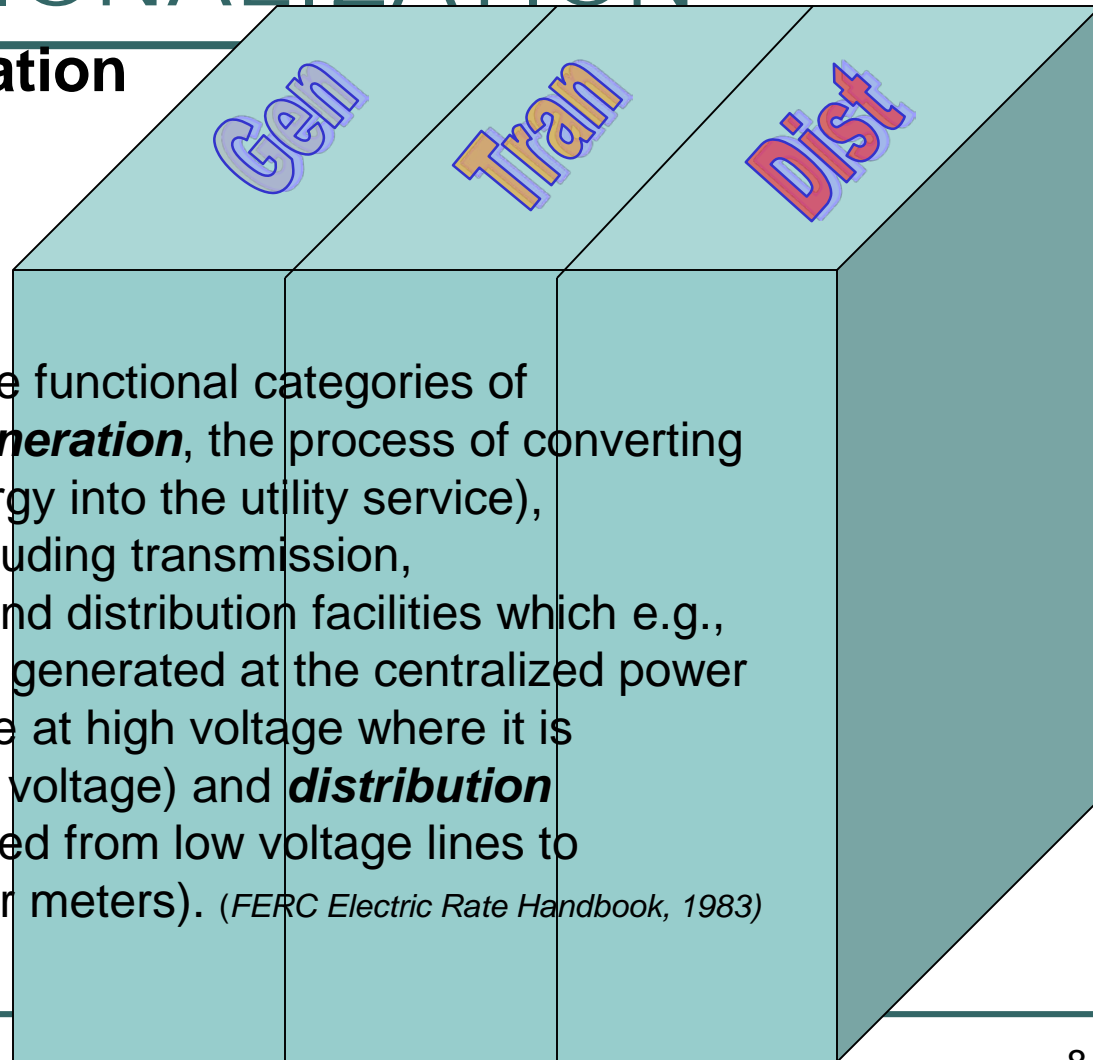 ONALIZATION
ation
Gen Tran Dist
e functional categories of
neration, the process of converting
rgy into the utility service),
uding transmission,
nd distribution facilities which e.g.,
generated at the centralized power
e at high voltage where it is
voltage) and distribution
ed from low voltage lines to
r meters). (FERC Electric Rate Handbook, 1983)
8